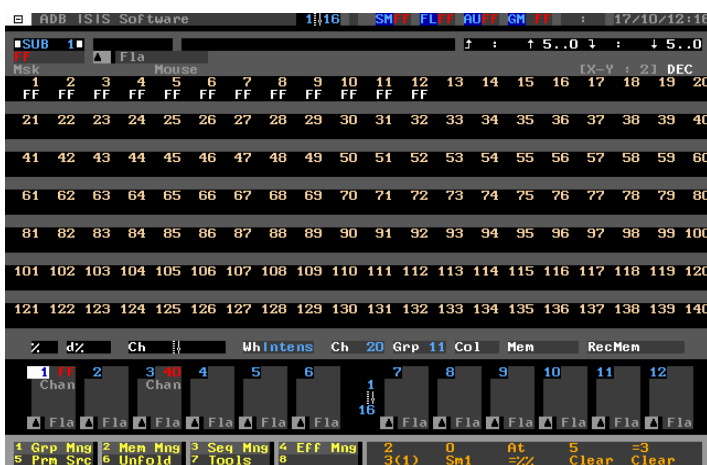 ADB ISIS Software 1 16 SMFF FLFF AUFF GM FF : 17/10/12:16
SUB 1 : ↑ 5..0 : ↓ 5..0
FF Fla
Msk Mouse [X-Y : 2] DEC
1 2 3 4 5 6 7 8 9 10 11 12 13 14 15 16 17 18 19 20
FF FF FF FF FF FF FF FF FF FF FF FF
21 22 23 24 25 26 27 28 29 30 31 32 33 34 35 36 37 38 39 40
41 42 43 44 45 46 47 48 49 50 51 52 53 54 55 56 57 58 59 60
61 62 63 64 65 66 67 68 69 70 71 72 73 74 75 76 77 78 79 80
81 82 83 84 85 86 87 88 89 90 91 92 93 94 95 96 97 98 99 100
101 102 103 104 105 106 107 108 109 110 111 112 113 114 115 116 117 118 119 120
121 122 123 124 125 126 127 128 129 130 131 132 133 134 135 136 137 138 139 140
% d% Ch WhIntens Ch 20 Grp 11 Col Mem RecMem
1 FF 2 3 40 4 5 6 7 8 9 10 11 12
Chan Chan 1
16
Fla Fla Fla Fla Fla Fla Fla Fla Fla Fla Fla Fla
1 Grp Mng 2 Mem Mng 3 Seq Mng 4 Eff Mng 2 0 At 5 =3
5 Prm Src 6 Unfold 7 Tools 8 3(1) Sm1 =%% Clear Clear